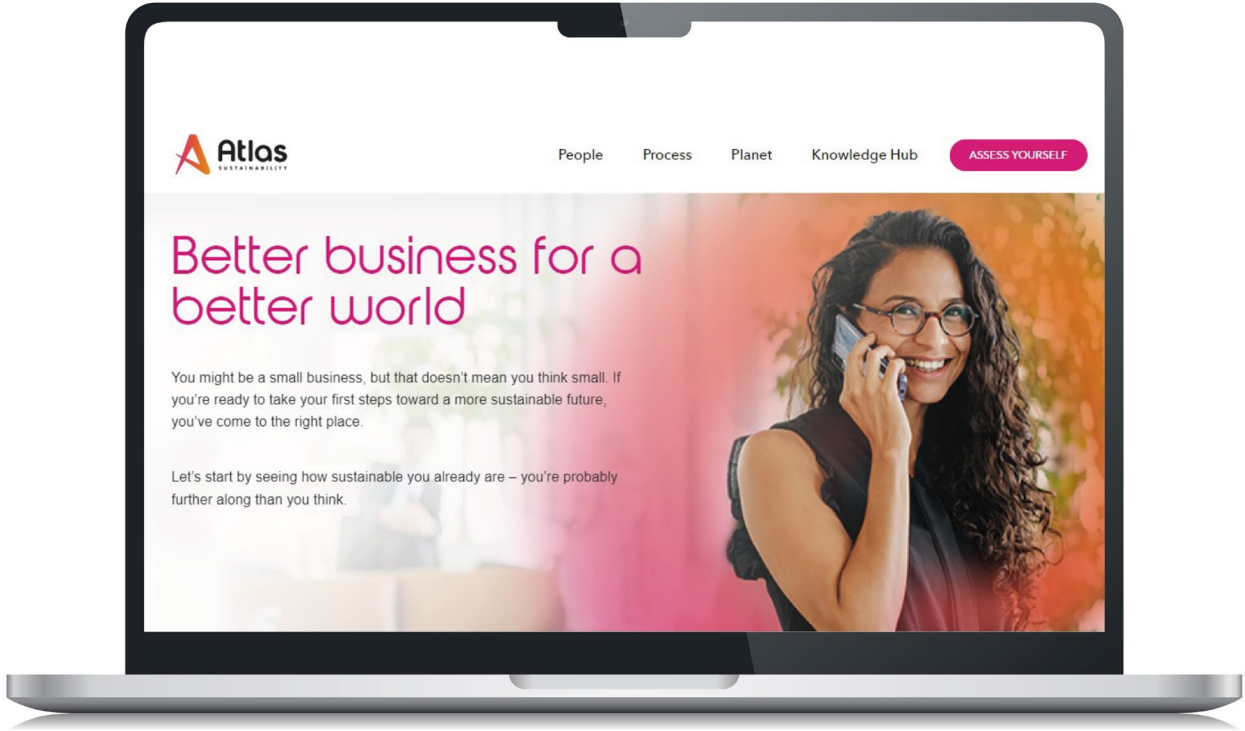 Atlas
SUSTAINABILITY
People
Process
Planet
Knowledge Hub
ASSESS YOURSELF
Better business for a
better world
You might be a small business, but that doesn't mean you think small. If
you're ready to take your first steps toward a more sustainable future,
you've come to the right place.
Let's start by seeing how sustainable you already are – you're probably
further along than you think.